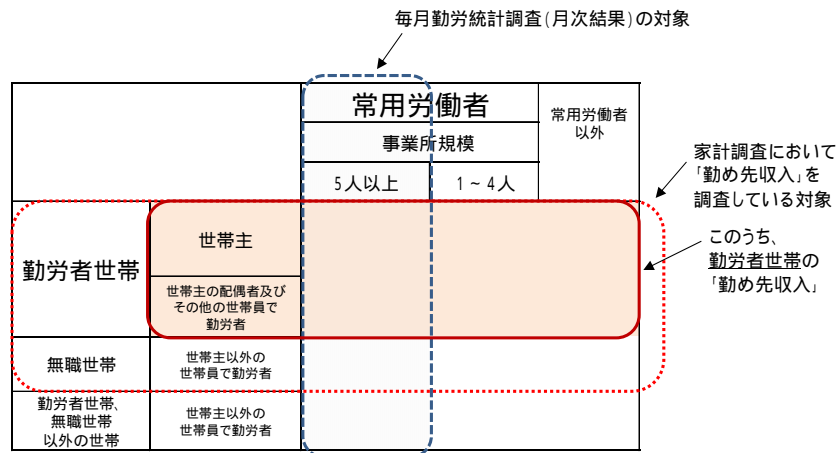 毎月勤労統計調査(月次結果)の対象
常用労働者
常用労働者
以外
事業所規模
5人以上
1~4人
家計調査において
「勤め先収入」を
調査している対象
このうち、
勤労者世帯の
「勤め先収入」
勤労者世帯
世帯主
世帯主の配偶者及び
その他の世帯員で
勤労者
無職世帯
世帯主以外の
世帯員で勤労者
勤労者世帯、
無職世帯
以外の世帯
世帯主以外の
世帯員で勤労者